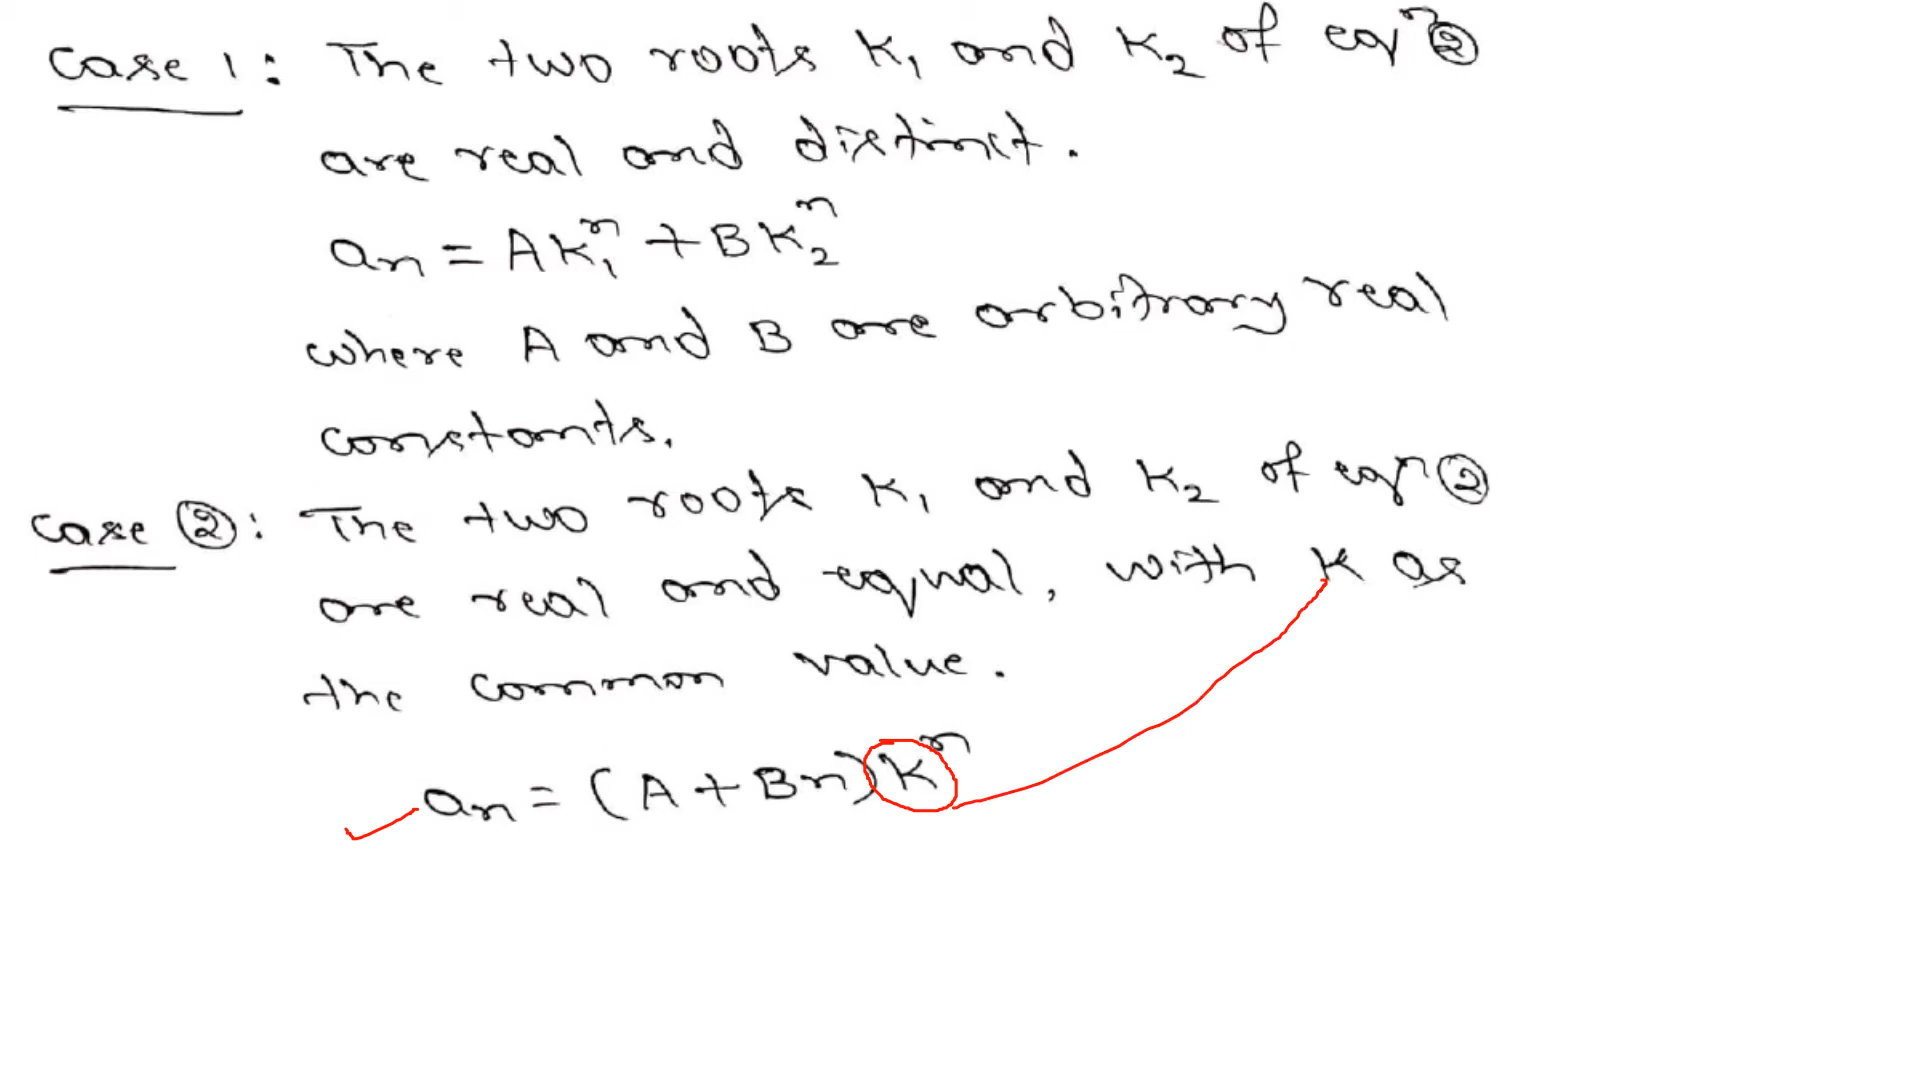 Case 1: The two roots K₁ and K₂ of eqⁿ ②
are real and distinct.
aₙ = AK₁ⁿ + BK₂ⁿ
where A and B are arbitrary real
constants.
Case ②: The two roots K₁ and K₂ of eqⁿ ②
are real and equal, with K as
the common value.
aₙ = (A + Bn)Kⁿ